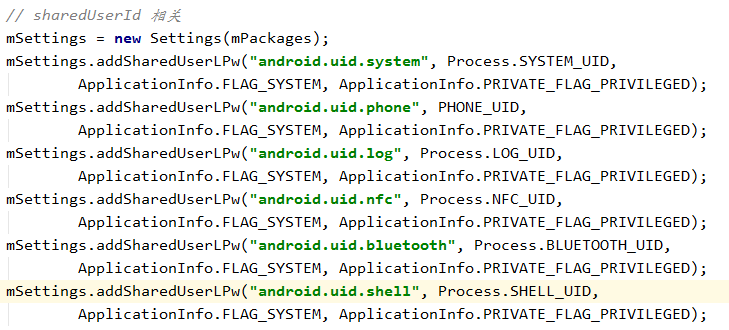 // sharedUserId 相关
mSettings = new Settings(mPackages);
mSettings.addSharedUserLPw("android.uid.system", Process.SYSTEM_UID,
        ApplicationInfo.FLAG_SYSTEM, ApplicationInfo.PRIVATE_FLAG_PRIVILEGED);
mSettings.addSharedUserLPw("android.uid.phone", PHONE_UID,
        ApplicationInfo.FLAG_SYSTEM, ApplicationInfo.PRIVATE_FLAG_PRIVILEGED);
mSettings.addSharedUserLPw("android.uid.log", Process.LOG_UID,
        ApplicationInfo.FLAG_SYSTEM, ApplicationInfo.PRIVATE_FLAG_PRIVILEGED);
mSettings.addSharedUserLPw("android.uid.nfc", Process.NFC_UID,
        ApplicationInfo.FLAG_SYSTEM, ApplicationInfo.PRIVATE_FLAG_PRIVILEGED);
mSettings.addSharedUserLPw("android.uid.bluetooth", Process.BLUETOOTH_UID,
        ApplicationInfo.FLAG_SYSTEM, ApplicationInfo.PRIVATE_FLAG_PRIVILEGED);
mSettings.addSharedUserLPw("android.uid.shell", Process.SHELL_UID,
        ApplicationInfo.FLAG_SYSTEM, ApplicationInfo.PRIVATE_FLAG_PRIVILEGED);